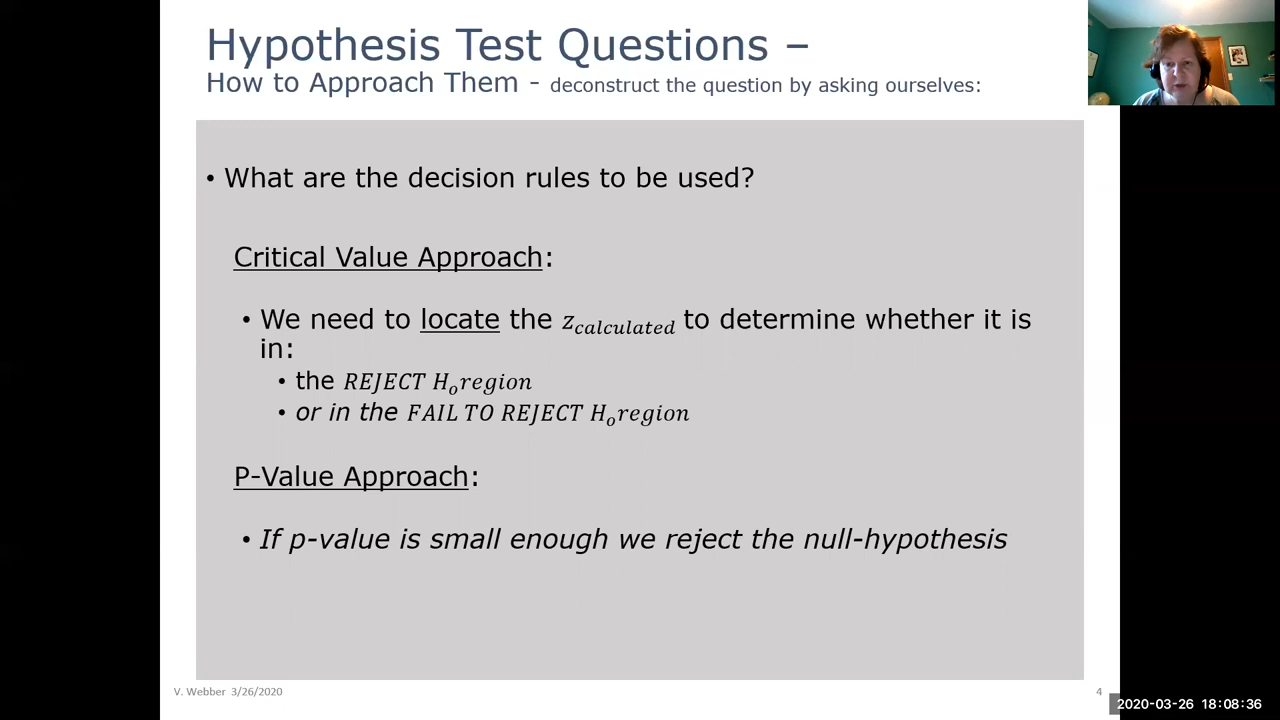 Hypothesis Test Questions –
How to Approach Them - deconstruct the question by asking ourselves:
• What are the decision rules to be used?
Critical Value Approach:
• We need to locate the z_calculated to determine whether it is
in:
• the REJECT H_o region
• or in the FAIL TO REJECT H_o region
P-Value Approach:
• If p-value is small enough we reject the null-hypothesis
V. Webber 3/26/2020
4
2020-03-26 18:08:36